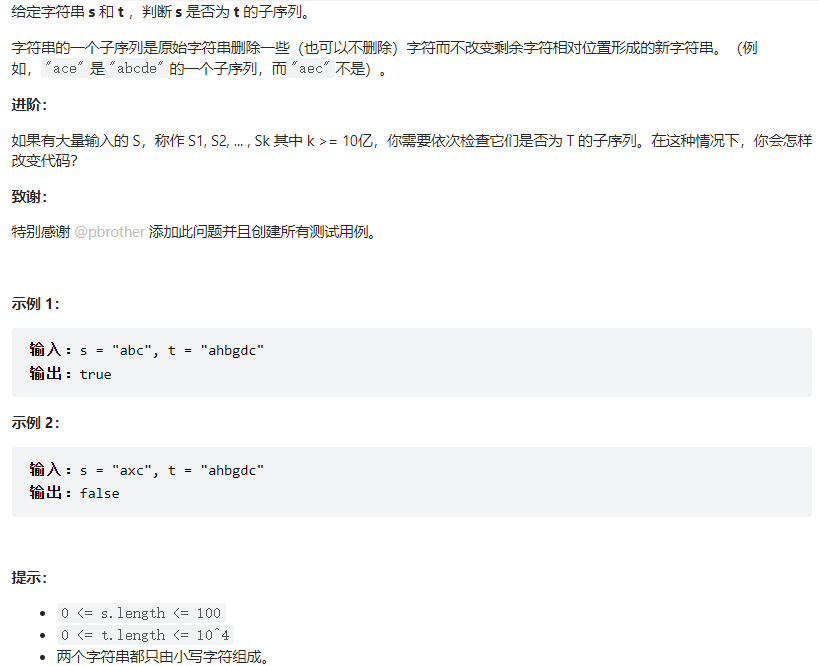 给定字符串 s 和 t ，判断 s 是否为 t 的子序列。
字符串的一个子序列是原始字符串删除一些（也可以不删除）字符而不改变剩余字符相对位置形成的新字符串。（例
如，"ace"是"abcde"的一个子序列，而"aec"不是）。
进阶：
如果有大量输入的 S，称作 S1, S2, ... , Sk 其中 k >= 10亿，你需要依次检查它们是否为 T 的子序列。在这种情况下，你会怎样
改变代码？
致谢：
特别感谢 @pbrother 添加此问题并且创建所有测试用例。
示例 1：
输入：s = "abc", t = "ahbgdc"
输出：true
示例 2：
输入：s = "axc", t = "ahbgdc"
输出：false
提示：
• 0 <= s.length <= 100
• 0 <= t.length <= 10^4
• 两个字符串都只由小写字符组成。